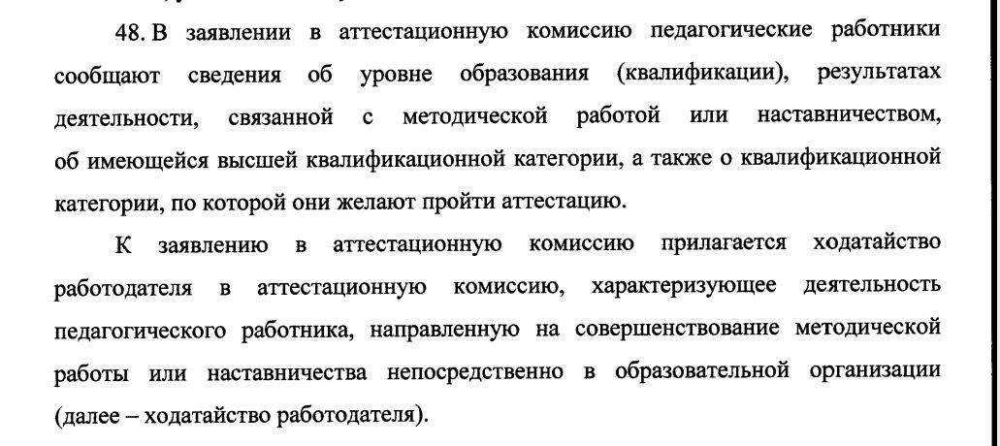 48. В заявлении в аттестационную комиссию педагогические работники
сообщают сведения об уровне образования (квалификации), результатах
деятельности, связанной с методической работой или наставничеством,
об имеющейся высшей квалификационной категории, а также о квалификационной
категории, по которой они желают пройти аттестацию.
К заявлению в аттестационную комиссию прилагается ходатайство
работодателя в аттестационную комиссию, характеризующее деятельность
педагогического работника, направленную на совершенствование методической
работы или наставничества непосредственно в образовательной организации
(далее – ходатайство работодателя).